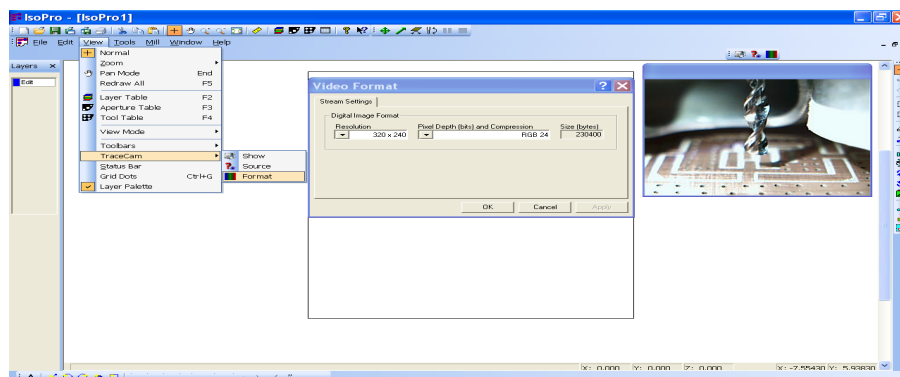 IsoPro - [IsoPro1]
File Edit View Tools Mill Window Help
Layers ×
Edit
Normal
Zoom
Pan Mode End
Redraw All F5
Layer Table F2
Aperture Table F3
Tool Table F4
View Mode
Toolbars
TraceCam
Status Bar
Grid Dots Ctrl+G
Layer Palette
Show
Source
Format
Video Format
Stream Settings
Digital Image Format
Resolution Pixel Depth (bits) and Compression Size (bytes)
320 x 240 RGB 24 230400
OK Cancel Apply
X: 0.000 Y: 0.000 Z: 0.000 X: -7.55430 Y: 5.93830